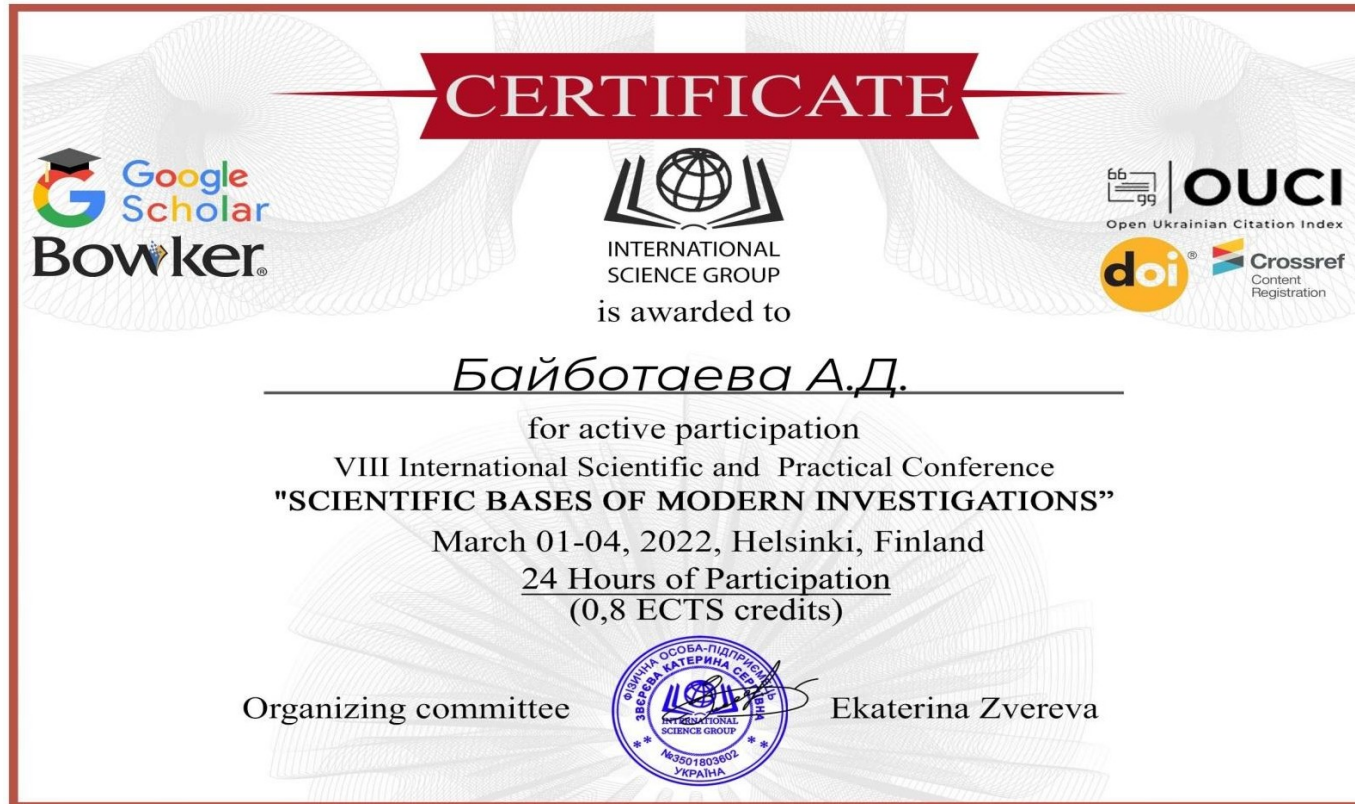 CERTIFICATE
Google
Scholar
Bowker®
INTERNATIONAL
SCIENCE GROUP
66
99
OUCI
Open Ukrainian Citation Index
doi®
Crossref
Content
Registration
is awarded to
Байботаева А.Д.
for active participation
VIII International Scientific and Practical Conference
"SCIENTIFIC BASES OF MODERN INVESTIGATIONS”
March 01-04, 2022, Helsinki, Finland
24 Hours of Participation
(0,8 ECTS credits)
Organizing committee
ФІЗИЧНА ОСОБА-ПІДПРИЄМЕЦЬ
ЗВЄРЄВА КАТЕРИНА СЕРГІЇВНА
INTERNATIONAL
SCIENCE GROUP
№3501803602
УКРАЇНА
Ekaterina Zvereva